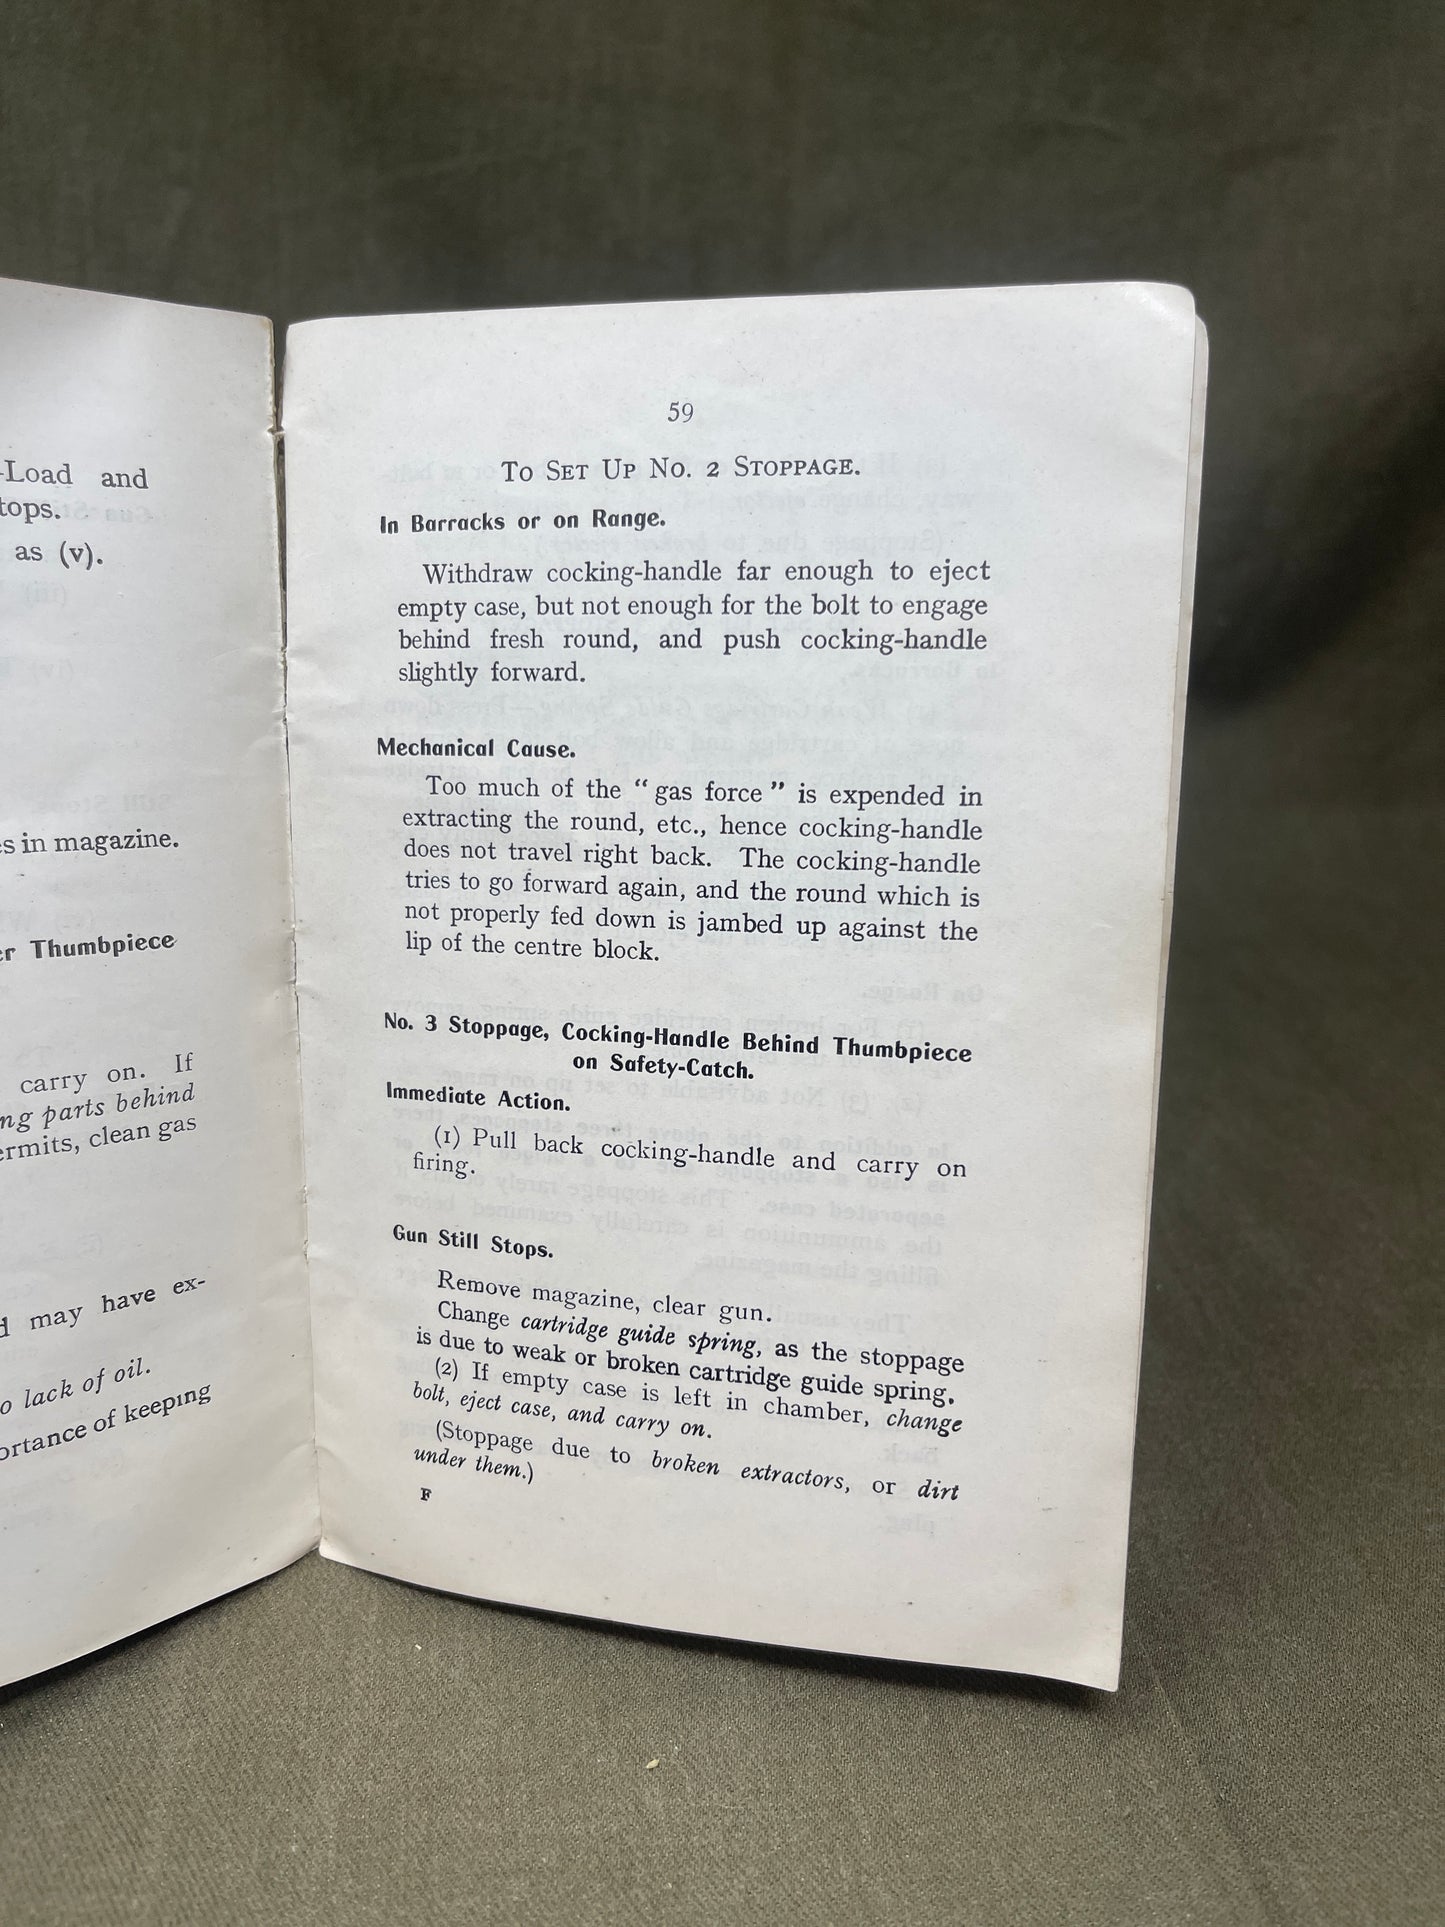 -Load and
tops.
as (v).
s in magazine.
er Thumbpiece
carry on. If
ng parts behind
ermits, clean gas
d may have ex-
o lack of oil.
ortance of keeping
59
To Set Up No. 2 Stoppage.
In Barracks or on Range.
Withdraw cocking-handle far enough to eject
empty case, but not enough for the bolt to engage
behind fresh round, and push cocking-handle
slightly forward.
Mechanical Cause.
Too much of the “ gas force ” is expended in
extracting the round, etc., hence cocking-handle
does not travel right back. The cocking-handle
tries to go forward again, and the round which is
not properly fed down is jambed up against the
lip of the centre block.
No. 3 Stoppage, Cocking-Handle Behind Thumbpiece
on Safety-Catch.
Immediate Action.
(1) Pull back cocking-handle and carry on
firing.
Gun Still Stops.
Remove magazine, clear gun.
Change cartridge guide spring, as the stoppage
is due to weak or broken cartridge guide spring.
(2) If empty case is left in chamber, change
bolt, eject case, and carry on.
(Stoppage due to broken extractors, or dirt
under them.)
F